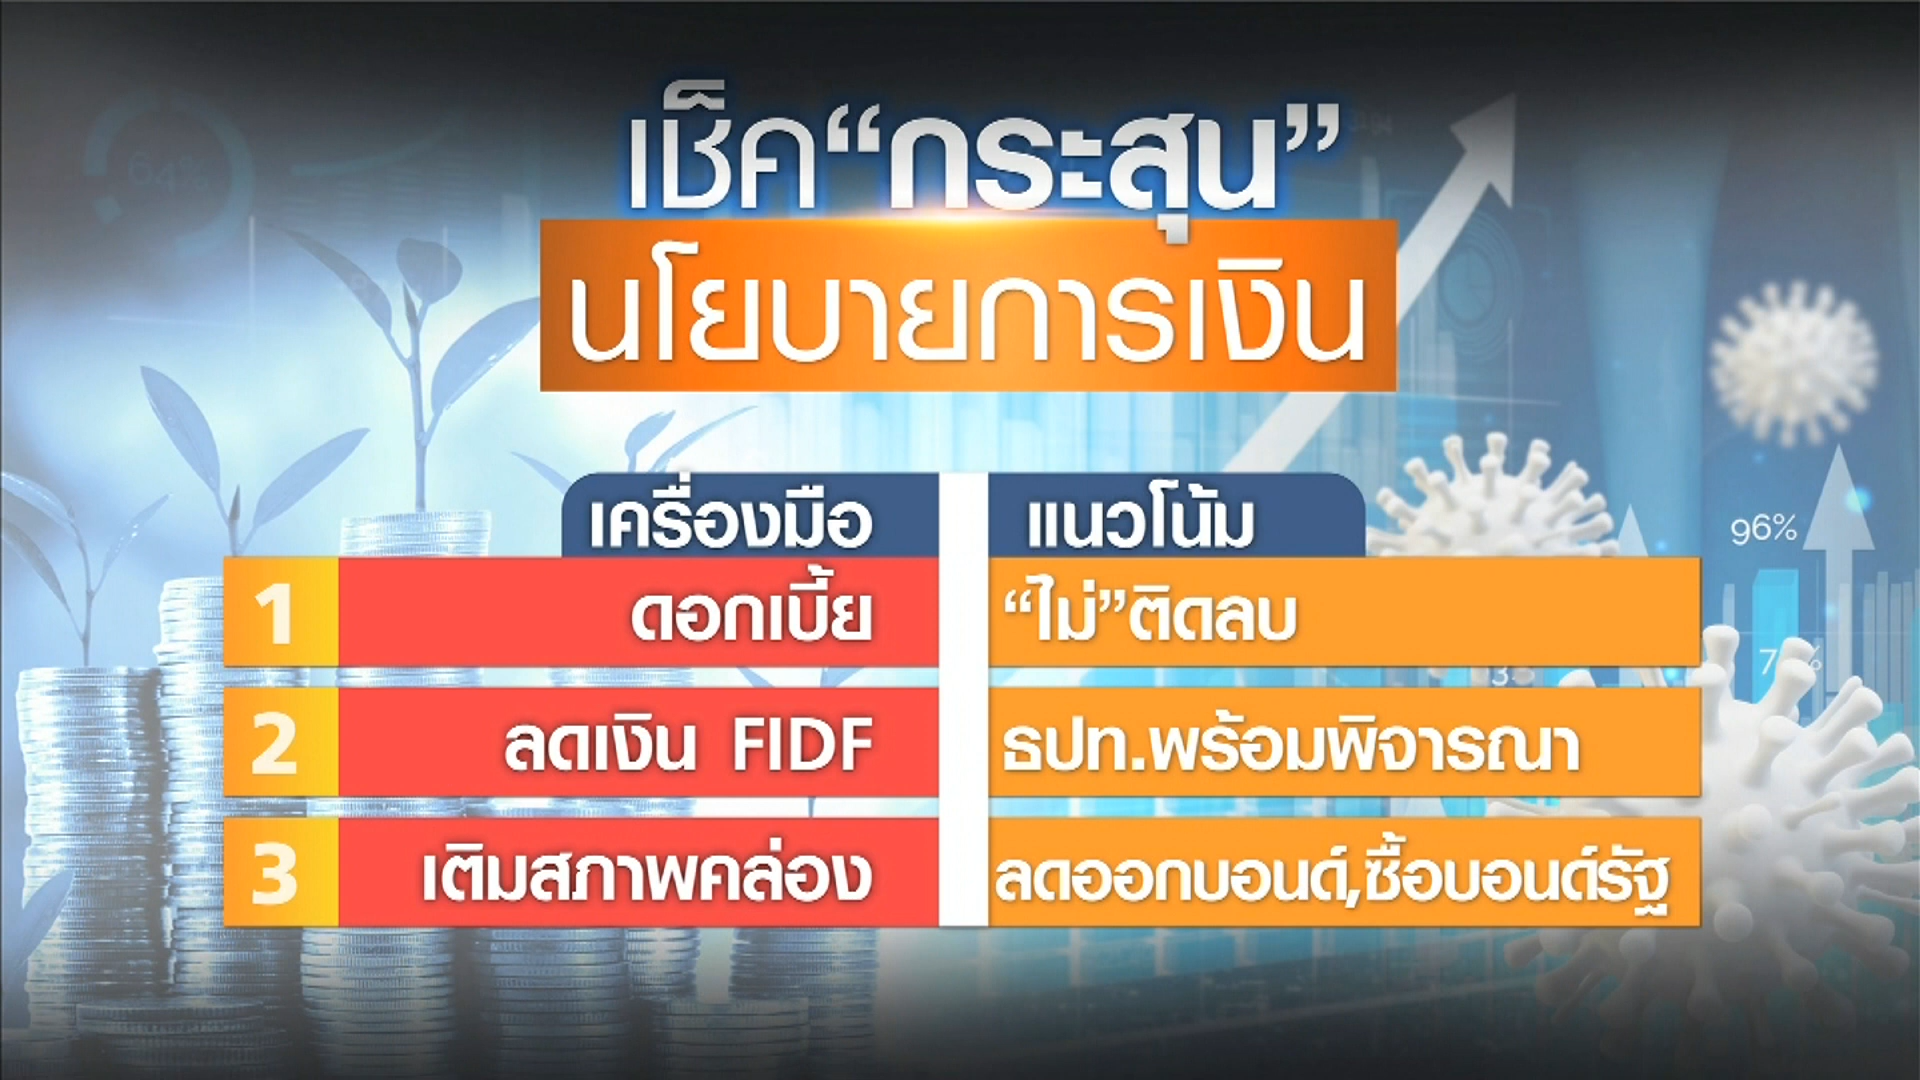 เช็ค“กระสุน”
นโยบายการเงิน
เครื่องมือ แนวโน้ม
1 ดอกเบี้ย “ไม่”ติดลบ
2 ลดเงิน FIDF ธปท.พร้อมพิจารณา
3 เติมสภาพคล่อง ลดออกบอนด์,ซื้อบอนด์รัฐ
64%
96%